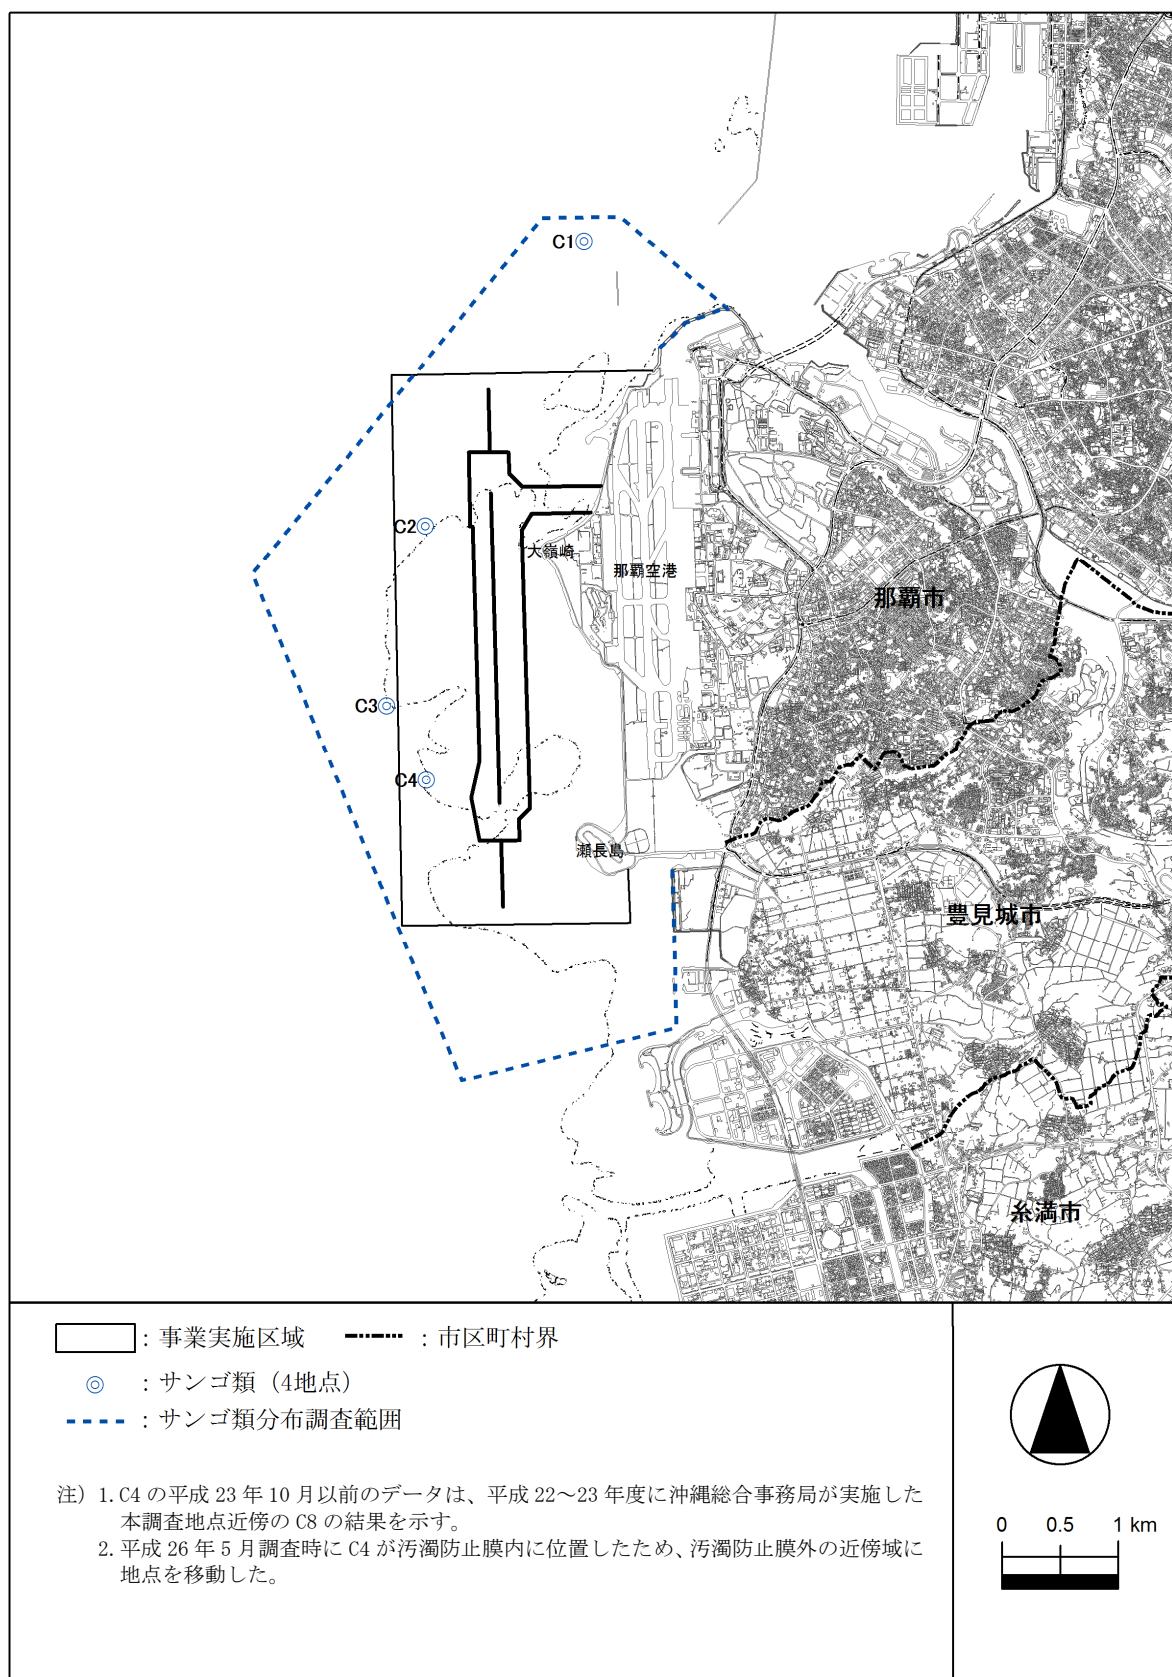 C1
C2
大嶺崎
那覇空港
那覇市
C3
C4
瀬長島
豊見城市
糸満市
：事業実施区域
：市区町村界
：サンゴ類（4地点）
：サンゴ類分布調査範囲
注）1. C4 の平成 23 年 10 月以前のデータは、平成 22～23 年度に沖縄総合事務局が実施した
本調査地点近傍の C8 の結果を示す。
2. 平成 26 年 5 月調査時に C4 が汚濁防止膜内に位置したため、汚濁防止膜外の近傍域に
地点を移動した。
0 0.5 1 km